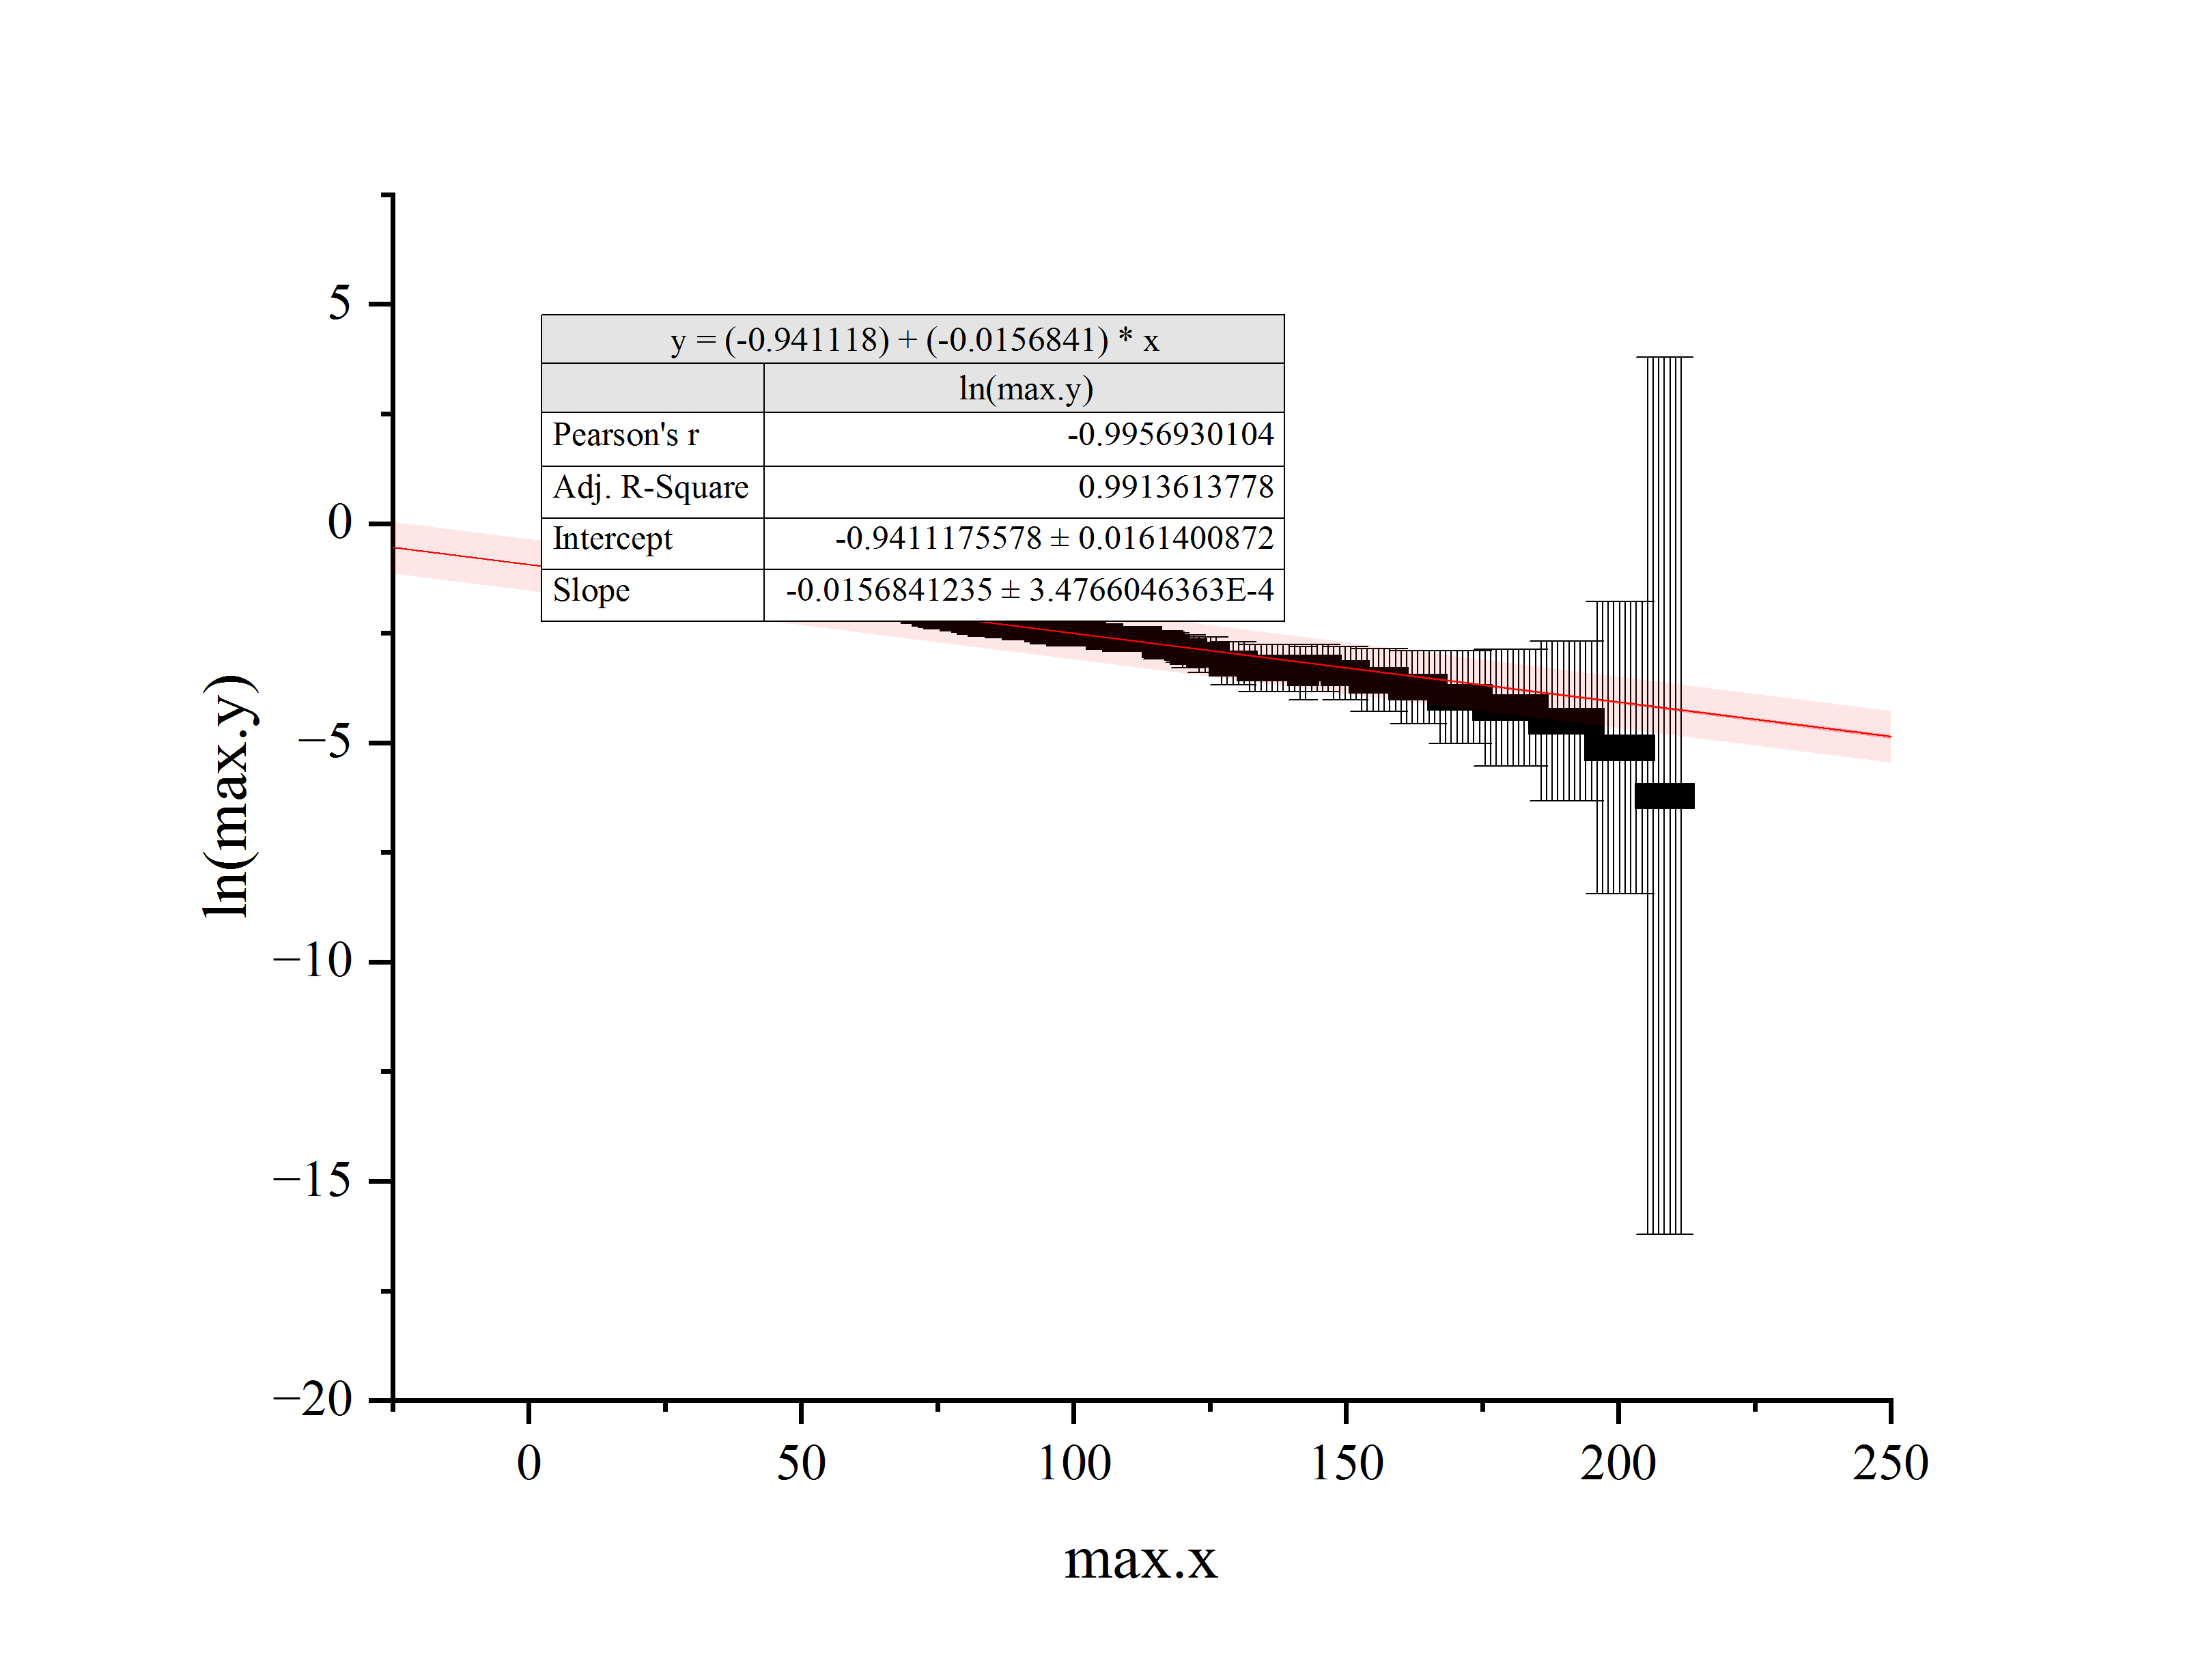 y = (-0.941118) + (-0.0156841) * x
ln(max.y)
Pearson's r -0.9956930104
Adj. R-Square 0.9913613778
Intercept -0.9411175578 ± 0.0161400872
Slope -0.0156841235 ± 3.4766046363E-4
5
0
−5
−10
−15
−20
ln(max.y)
0 50 100 150 200 250
max.x